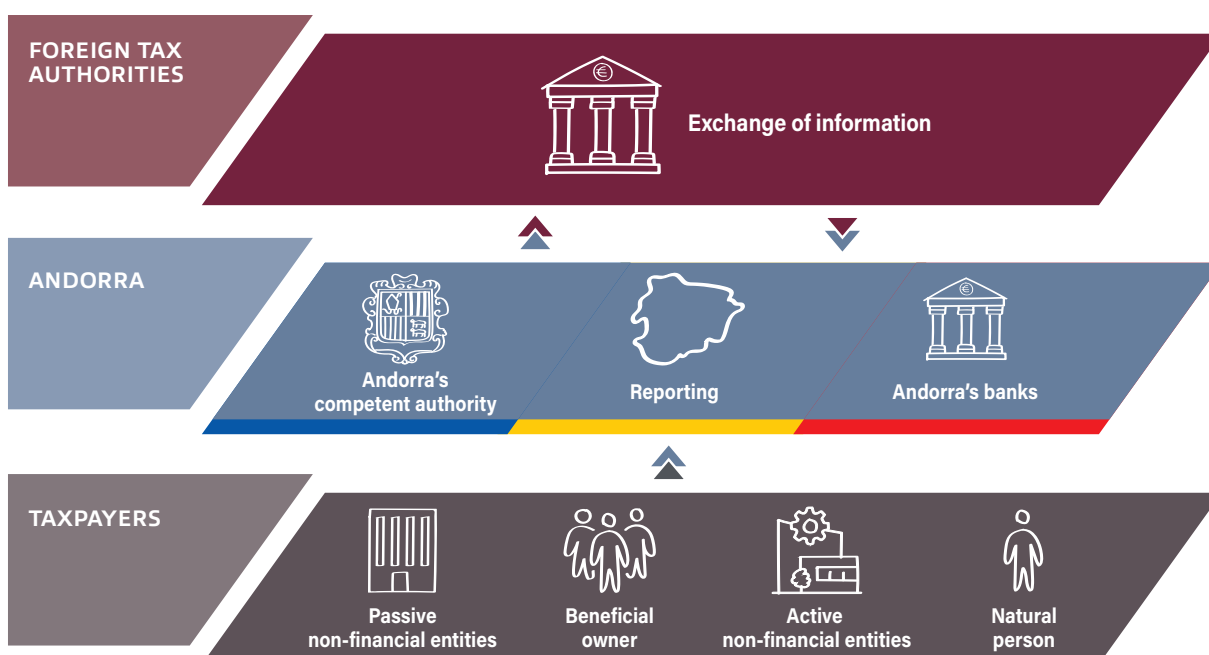 FOREIGN TAX
AUTHORITIES
Exchange of information
ANDORRA
Andorra's
competent authority
Reporting
Andorra's banks
TAXPAYERS
Passive
non-financial entities
Beneficial
owner
Active
non-financial entities
Natural
person